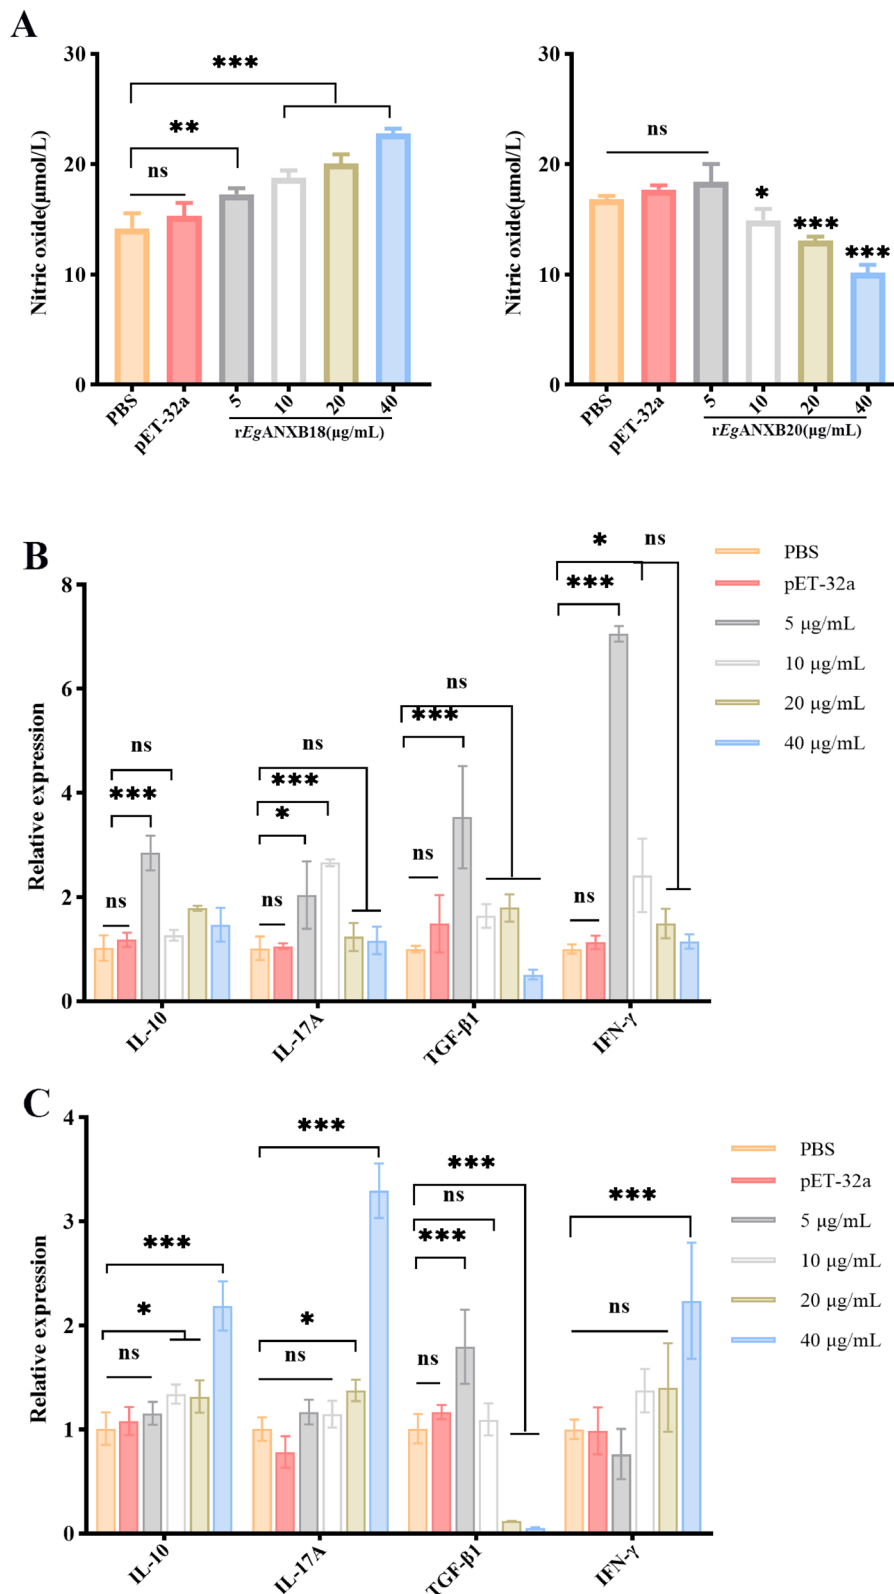 A
Nitric oxide(μmol/L)
30
20
10
0
***
**
ns
PBS
pET-32a
5
10
20
40
rEgANXB18(μg/mL)
Nitric oxide(μmol/L)
30
20
10
0
ns
*
***
***
PBS
pET-32a
5
10
20
40
rEgANXB20(μg/mL)
B
Relative expression
8
6
4
2
0
ns
***
ns
ns
***
*
ns
ns
***
ns
* ns
***
ns
IL-10
IL-17A
TGF-β1
IFN-γ
PBS
pET-32a
5 μg/mL
10 μg/mL
20 μg/mL
40 μg/mL
C
Relative expression
4
3
2
1
0
***
*
ns
***
*
ns
***
ns
***
ns
***
ns
IL-10
IL-17A
TGF-β1
IFN-γ
PBS
pET-32a
5 μg/mL
10 μg/mL
20 μg/mL
40 μg/mL